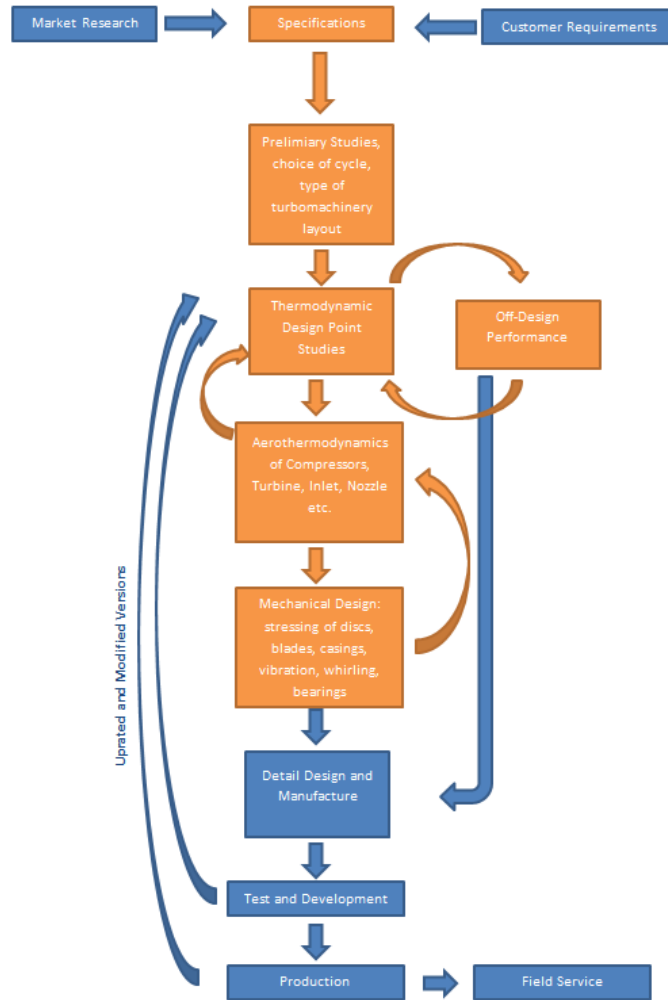 Market Research
Specifications
Customer Requirements
Prelimiary Studies,
choice of cycle,
type of
turbomachinery
layout
Thermodynamic
Design Point
Studies
Off-Design
Performance
Aerothermodynamics
of Compressors,
Turbine, Inlet, Nozzle
etc.
Mechanical Design:
stressing of discs,
blades, casings,
vibration, whirling,
bearings
Uprated and Modified Versions
Detail Design and
Manufacture
Test and Development
Production
Field Service